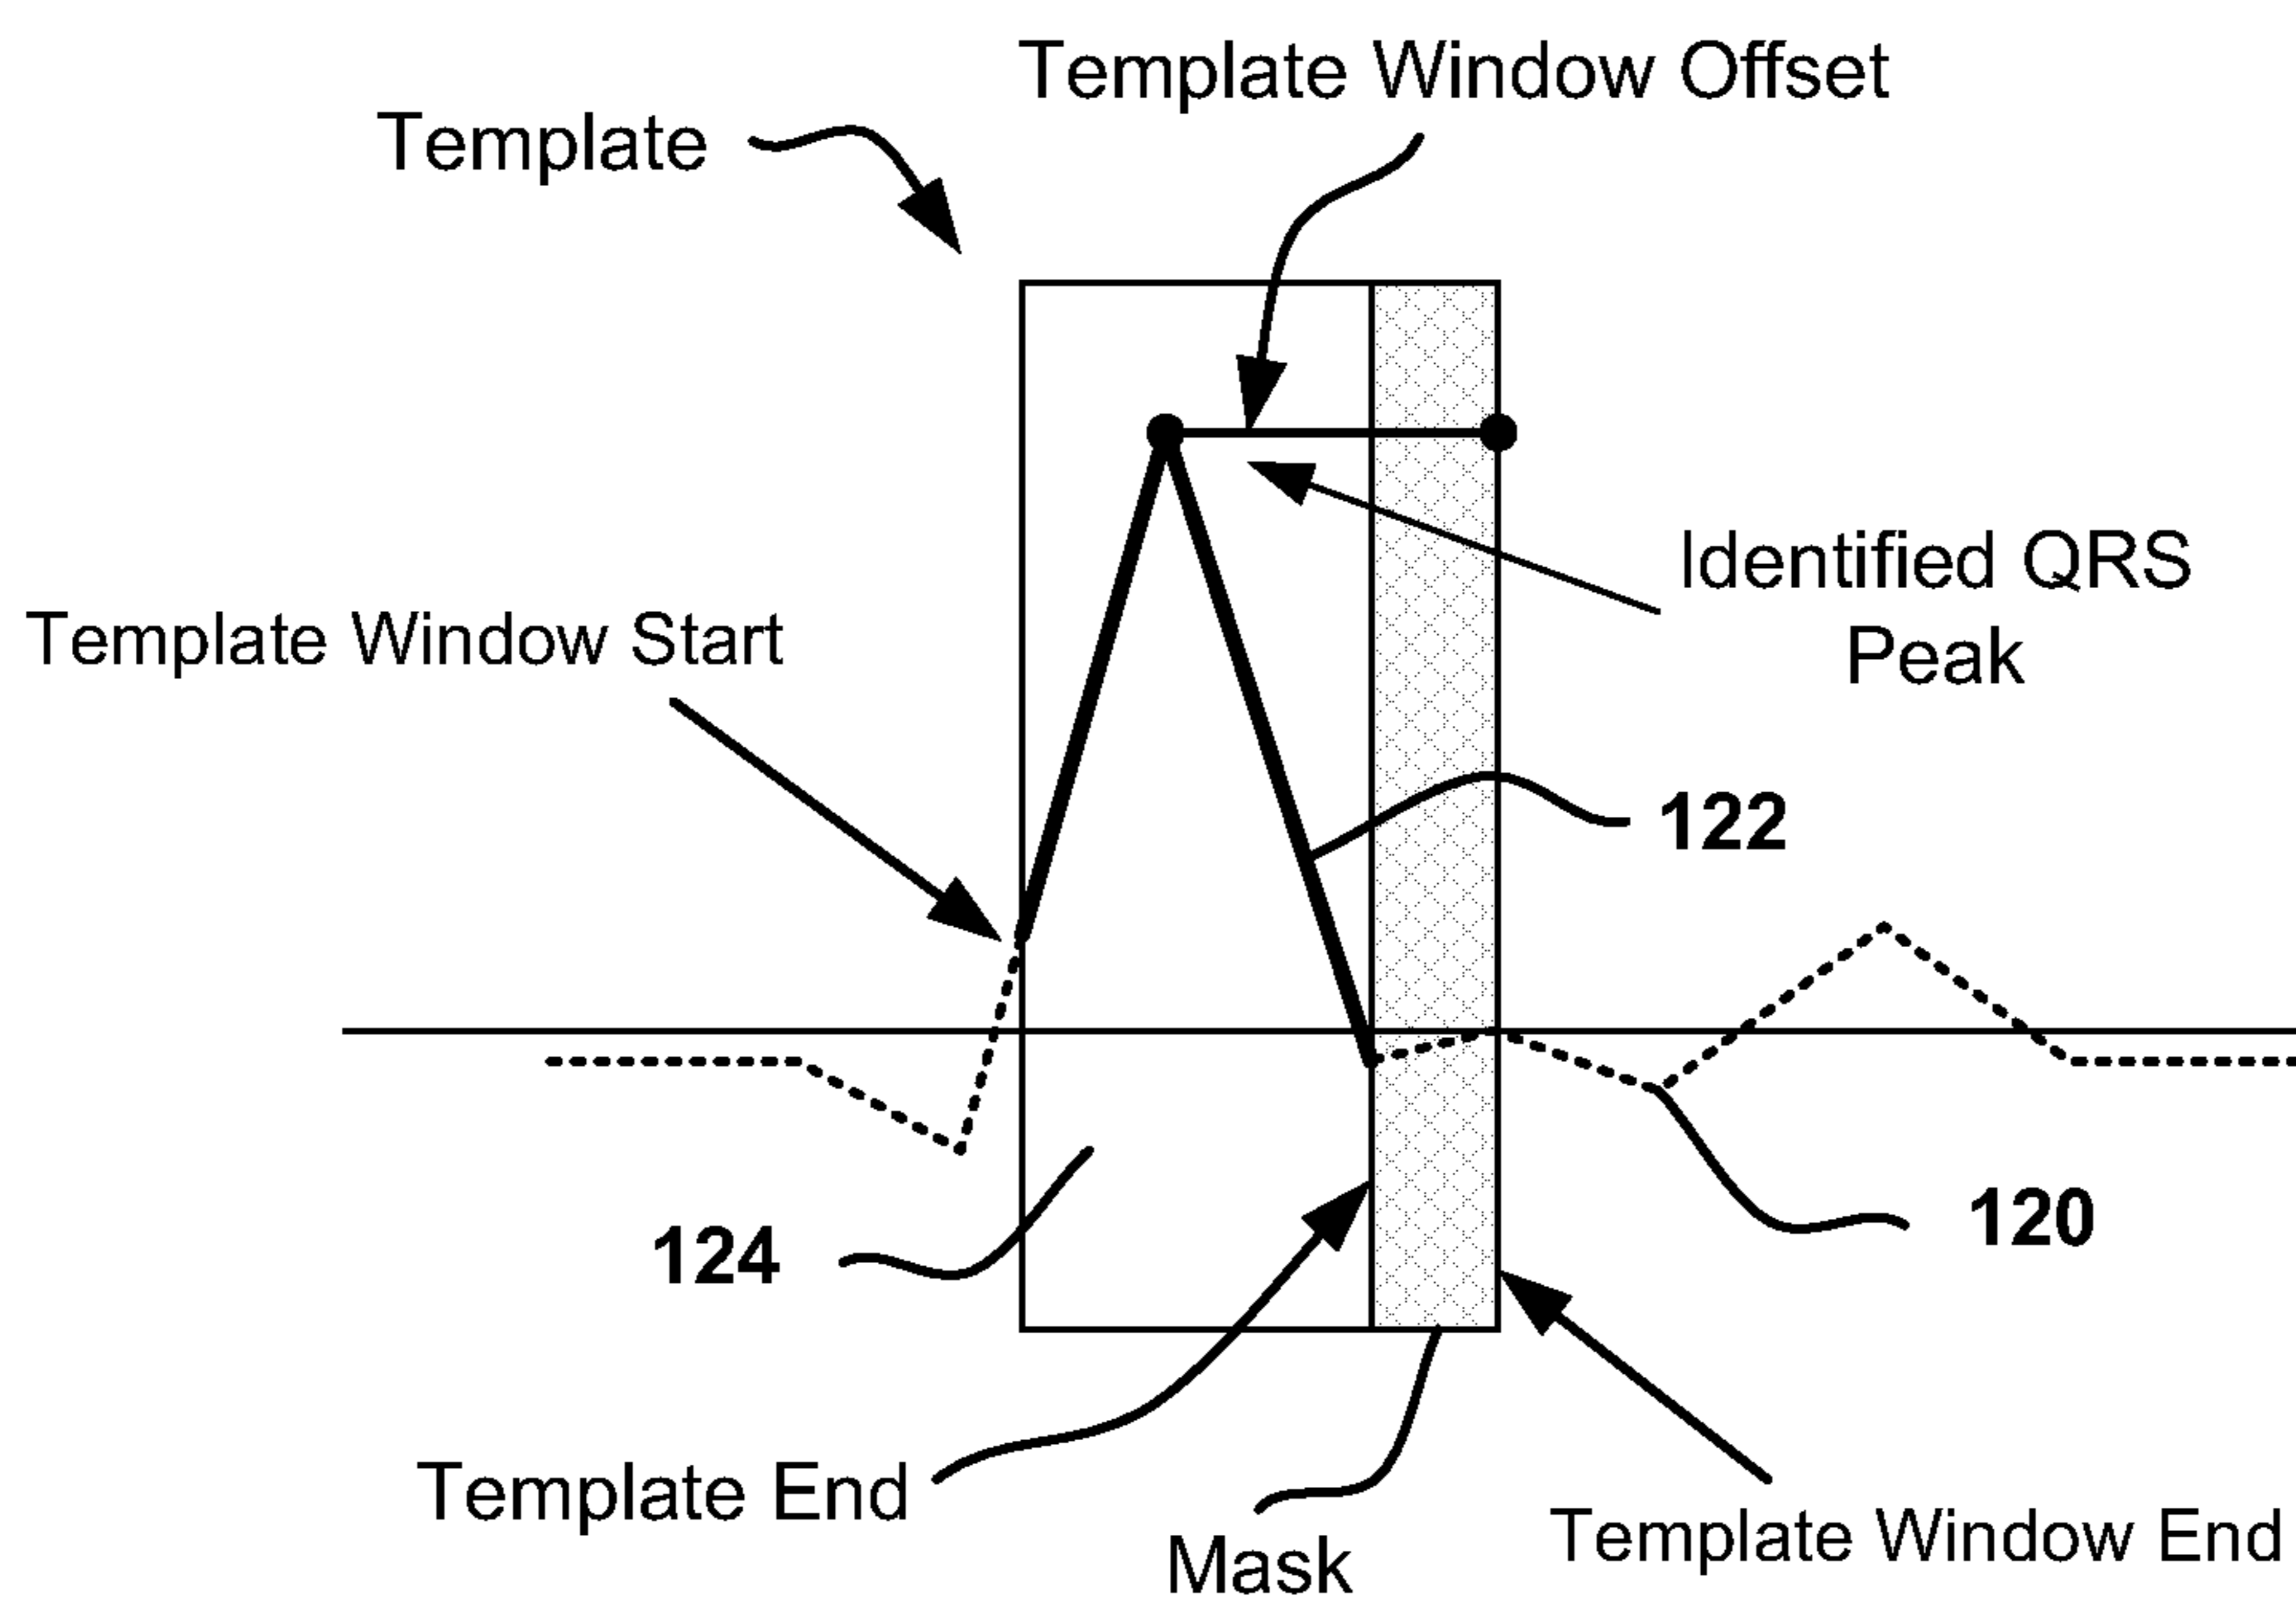 Template Window Offset
Template
Identified QRS
Peak
Template Window Start
122
120
124
Template End
Template Window End
Mask